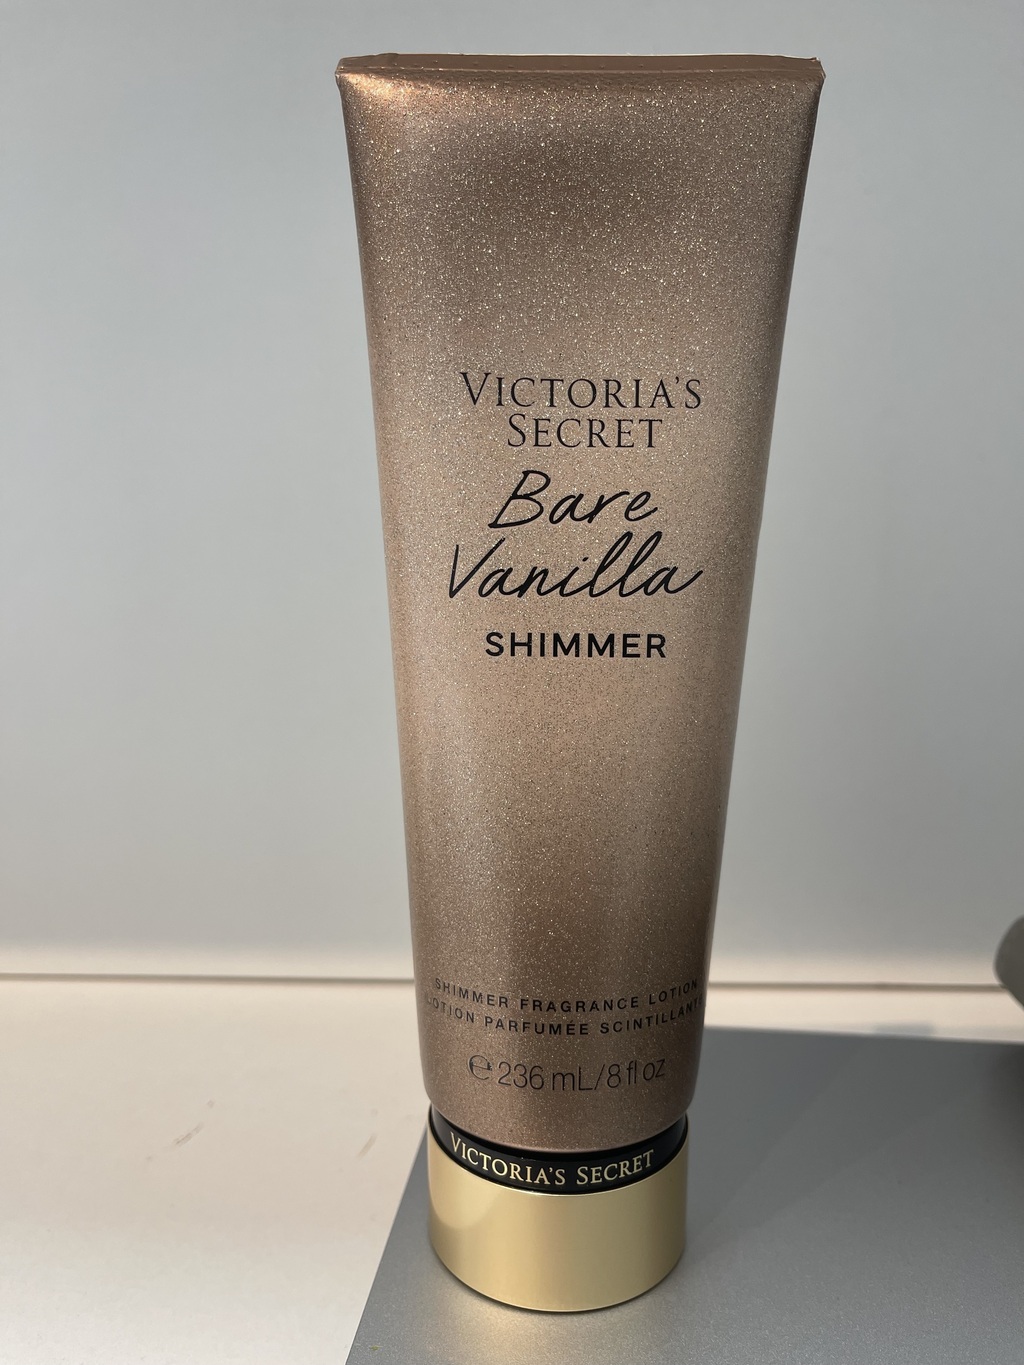 VICTORIA'S
SECRET
Bare
Vanilla
SHIMMER
SHIMMER FRAGRANCE LOTION
LOTION PARFUMÉE SCINTILLANTE
℮ 236 mL/8 fl oz
VICTORIA'S SECRET